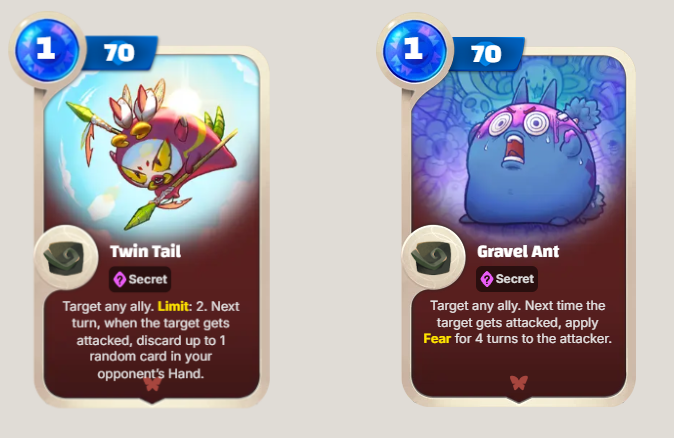 1
70
Twin Tail
Secret
Target any ally. Limit: 2. Next
turn, when the target gets
attacked, discard up to 1
random card in your
opponent's Hand.
1
70
Gravel Ant
Secret
Target any ally. Next time the
target gets attacked, apply
Fear for 4 turns to the attacker.